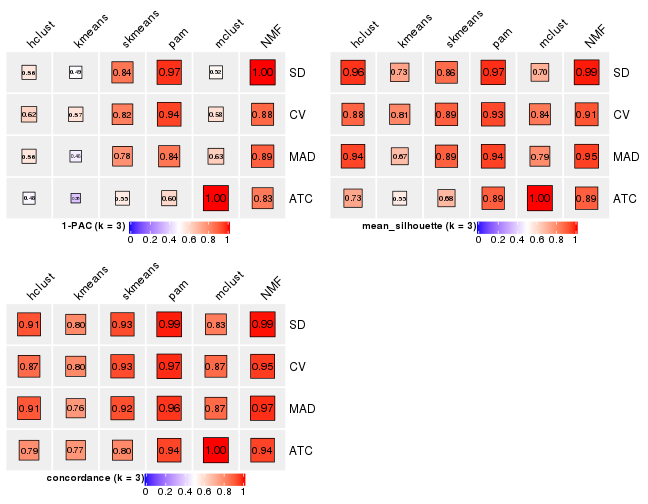 hclust kmeans skmeans pam mclust NMF
0.56 0.49 0.84 0.97 0.52 1.00 SD
0.62 0.57 0.82 0.94 0.58 0.88 CV
0.56 0.84 0.63 0.89 0.78 MAD
0.48 0.55 0.60 1.00 0.83 ATC
1-PAC (k = 3)
0 0.2 0.4 0.6 0.8 1
hclust kmeans skmeans pam mclust NMF
0.96 0.73 0.86 0.97 0.70 0.99 SD
0.88 0.81 0.89 0.93 0.84 0.91 CV
0.94 0.67 0.89 0.94 0.79 0.95 MAD
0.73 0.55 0.68 0.89 1.00 0.89 ATC
mean_silhouette (k = 3)
0 0.2 0.4 0.6 0.8 1
hclust kmeans skmeans pam mclust NMF
0.91 0.80 0.93 0.99 0.83 0.99 SD
0.87 0.80 0.93 0.97 0.87 0.95 CV
0.91 0.76 0.92 0.96 0.87 0.97 MAD
0.79 0.77 0.80 0.94 1.00 0.94 ATC
concordance (k = 3)
0 0.2 0.4 0.6 0.8 1